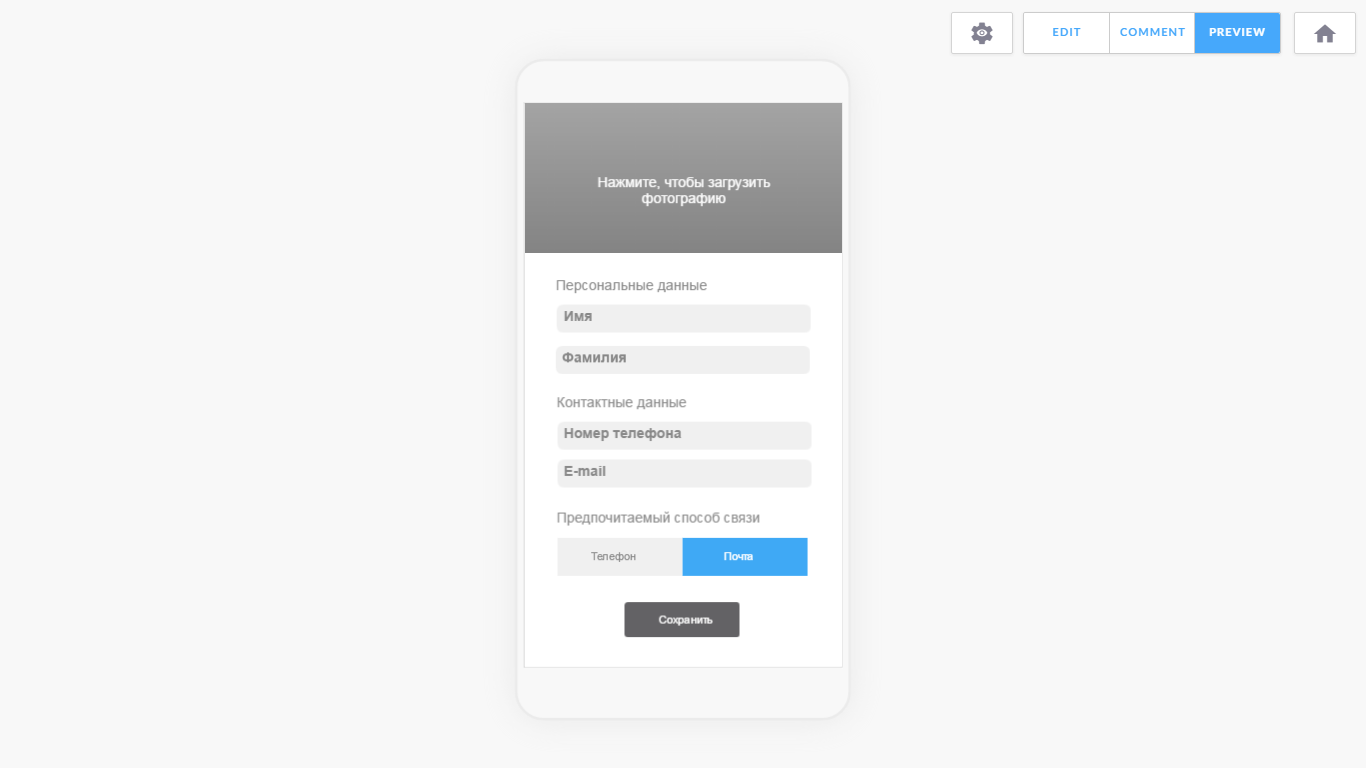 EDIT
COMMENT
PREVIEW
Нажмите, чтобы загрузить
фотографию
Персональные данные
Имя
Фамилия
Контактные данные
Номер телефона
E-mail
Предпочитаемый способ связи
Телефон
Почта
Сохранить